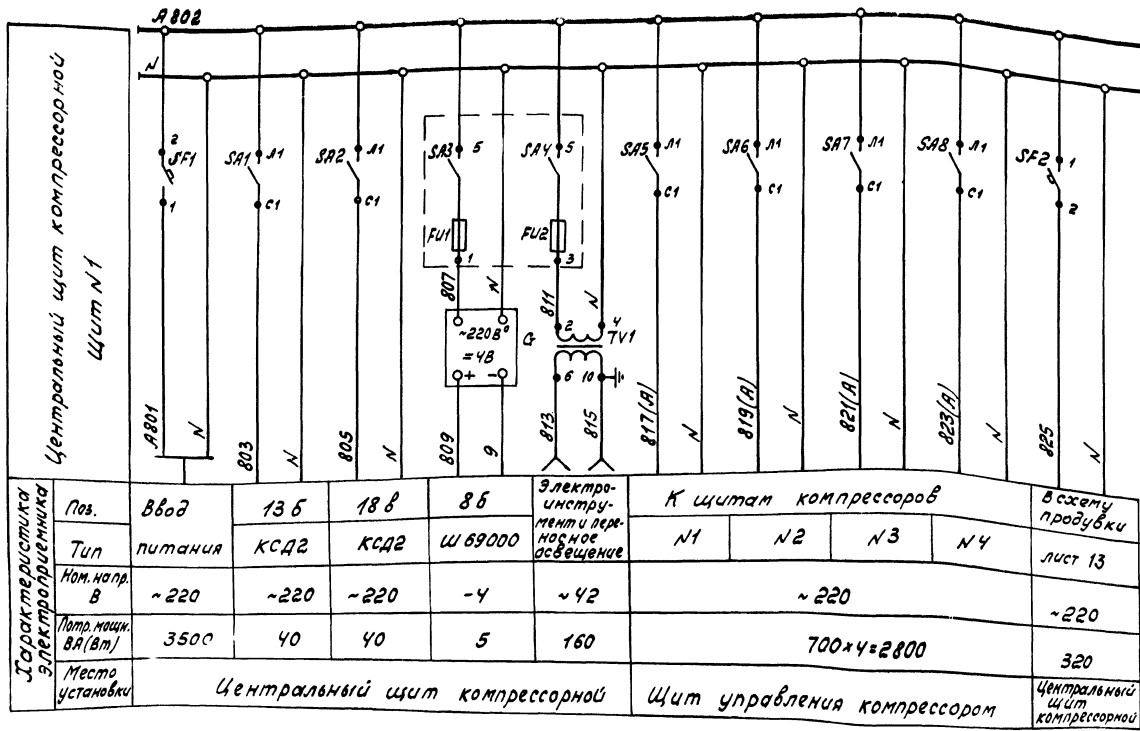 А802
N
Центральный щит компрессорной
Щит N1
2
SF1
1
SA1
Л1
С1
SA2
Л1
С1
SA3
5
FU1
1
SA4
5
FU2
3
SA5
Л1
С1
SA6
Л1
С1
SA7
Л1
С1
SA8
Л1
С1
SF2
1
2
807
N
811
N
~220В
=4В
+ -
G
2
4
TV1
6
10
А801
N
803
N
805
N
809
9
813
815
817(А)
N
819(А)
N
821(А)
N
823(А)
N
825
N
Характеристика
электроприемника
Поз.
Ввод
13б
18в
8б
Электро-
инстру-
мент и пере-
носное
освещение
К щитам компрессоров
В схему
продувки
Тип
питания
КСД2
КСД2
Ш 69000
N1
N2
N3
N4
лист 13
Ном. напр.
В
~220
~220
~220
-4
~42
~220
~220
Потр. мощн.
ВА(Вт)
3500
40
40
5
160
700×4=2800
320
Место
установки
Центральный щит компрессорной
Щит управления компрессором
Центральный
щит
компрессорной